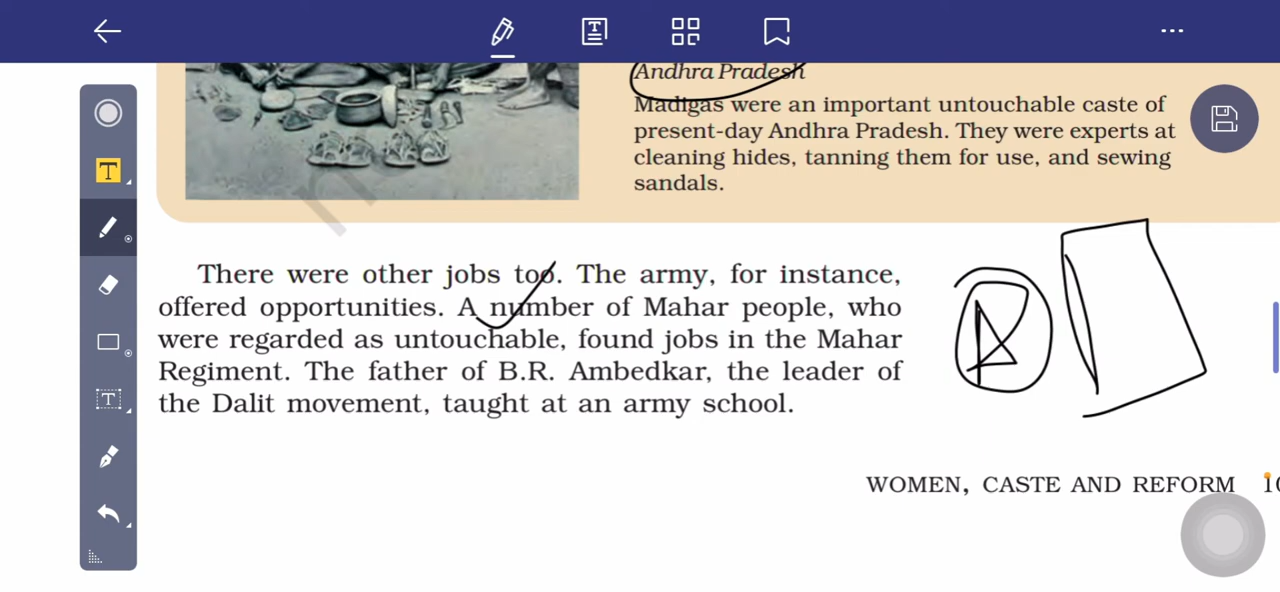 Andhra Pradesh
Madigas were an important untouchable caste of
present-day Andhra Pradesh. They were experts at
cleaning hides, tanning them for use, and sewing
sandals.
There were other jobs too. The army, for instance,
offered opportunities. A number of Mahar people, who
were regarded as untouchable, found jobs in the Mahar
Regiment. The father of B.R. Ambedkar, the leader of
the Dalit movement, taught at an army school.
WOMEN, CASTE AND REFORM